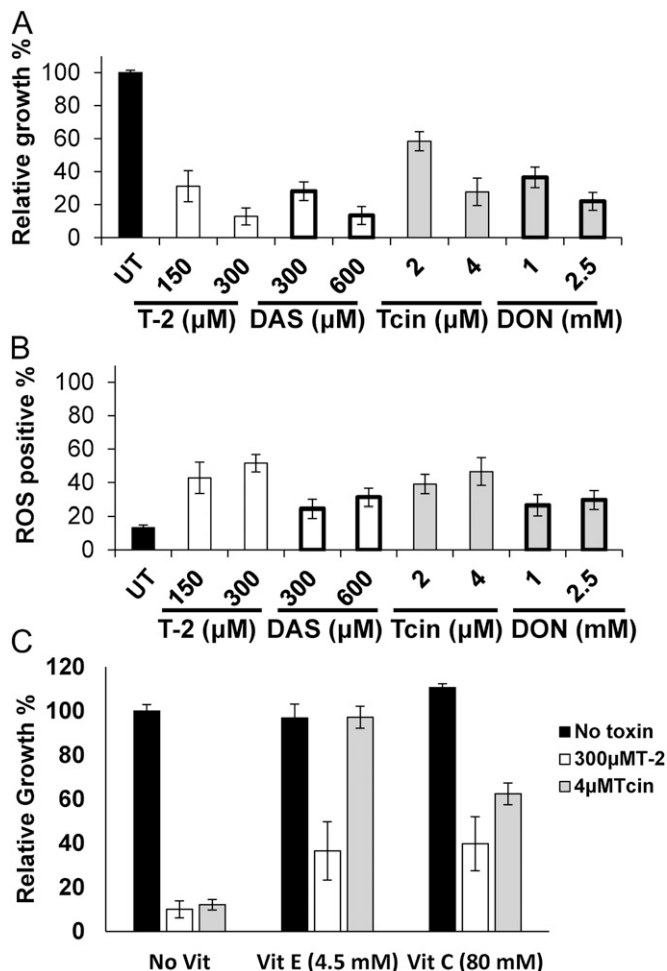 A
Relative growth %
100
80
60
40
20
0
UT 150 300 300 600 2 4 1 2.5
T-2 (µM) DAS (µM) Tcin (µM) DON (mM)
B
ROS positive %
100
80
60
40
20
0
UT 150 300 300 600 2 4 1 2.5
T-2 (µM) DAS (µM) Tcin (µM) DON (mM)
C
Relative Growth %
120
100
80
60
40
20
0
No Vit Vit E (4.5 mM) Vit C (80 mM)
No toxin
300µMT-2
4µMTcin